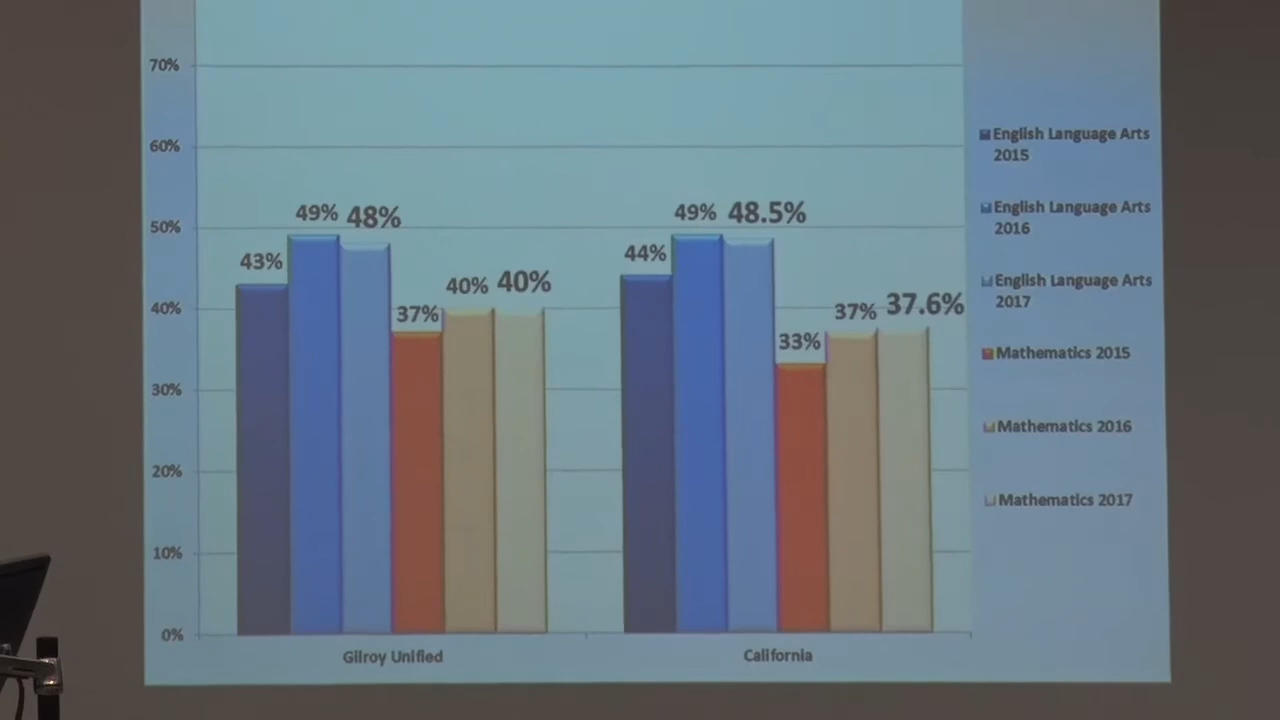 70%
60%
50%
40%
30%
20%
10%
0%
43%
49%
48%
37%
40%
40%
44%
49%
48.5%
33%
37%
37.6%
Gilroy Unified
California
English Language Arts
2015
English Language Arts
2016
English Language Arts
2017
Mathematics 2015
Mathematics 2016
Mathematics 2017